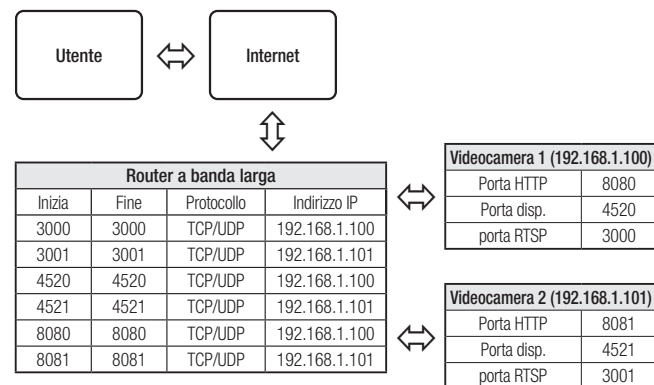 Utente
Internet
Router a banda larga
Inizia Fine Protocollo Indirizzo IP
3000 3000 TCP/UDP 192.168.1.100
3001 3001 TCP/UDP 192.168.1.101
4520 4520 TCP/UDP 192.168.1.100
4521 4521 TCP/UDP 192.168.1.101
8080 8080 TCP/UDP 192.168.1.100
8081 8081 TCP/UDP 192.168.1.101
Videocamera 1 (192.168.1.100)
Porta HTTP 8080
Porta disp. 4520
porta RTSP 3000
Videocamera 2 (192.168.1.101)
Porta HTTP 8081
Porta disp. 4521
porta RTSP 3001